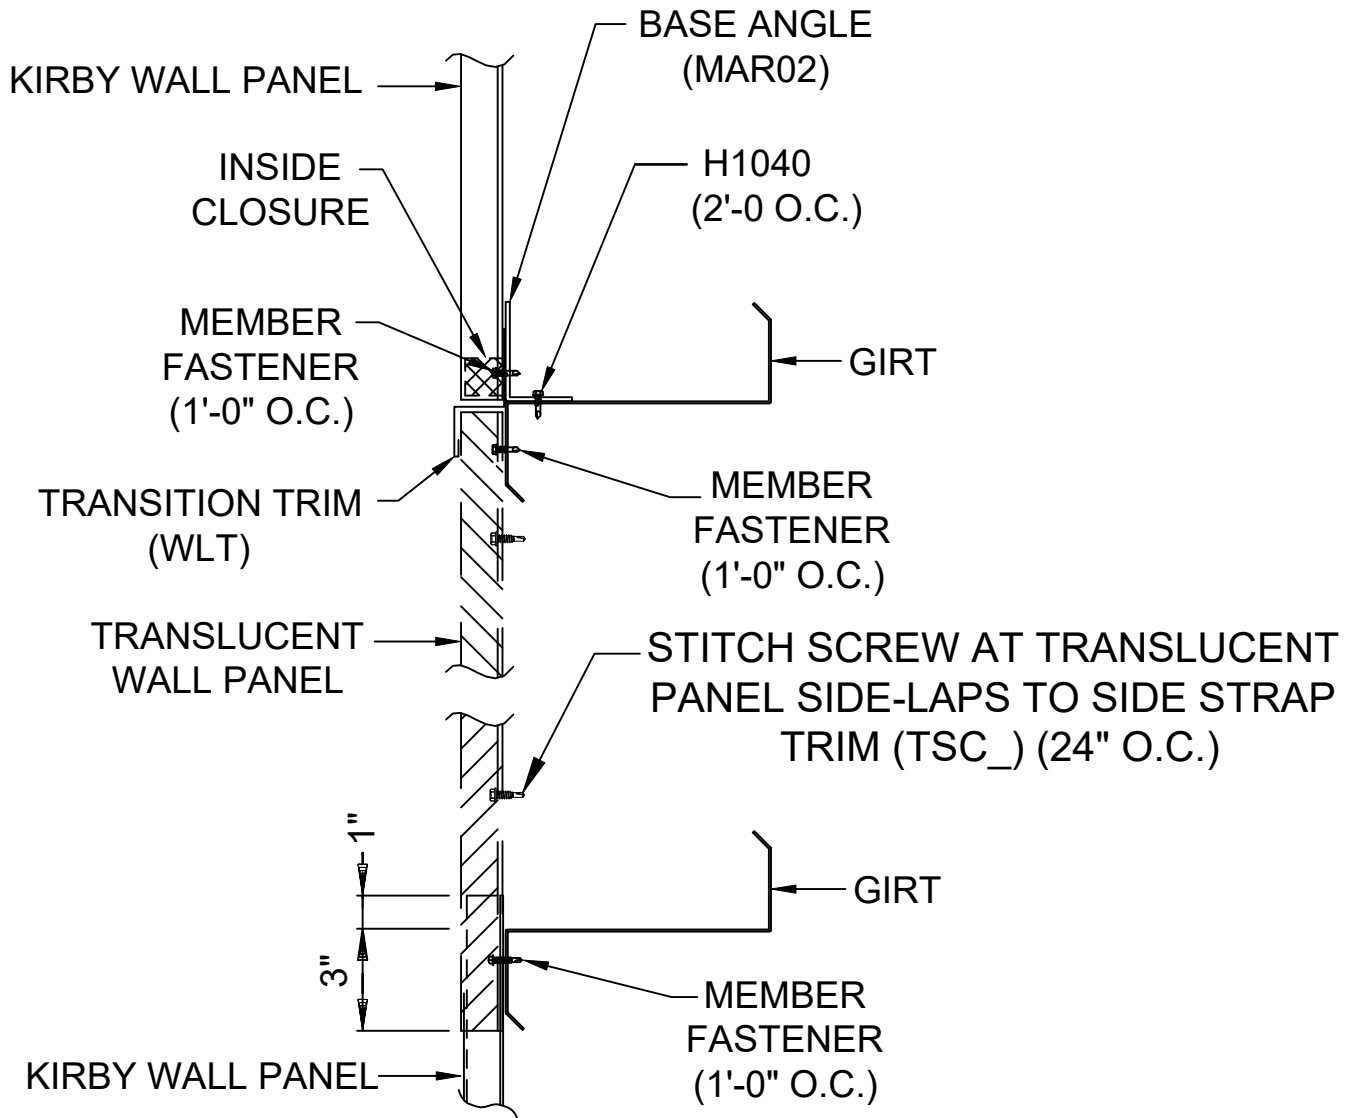 BASE ANGLE
(MAR02)
KIRBY WALL PANEL
INSIDE
CLOSURE
H1040
(2'-0 O.C.)
MEMBER
FASTENER
(1'-0" O.C.)
GIRT
TRANSITION TRIM
(WLT)
MEMBER
FASTENER
(1'-0" O.C.)
TRANSLUCENT
WALL PANEL
STITCH SCREW AT TRANSLUCENT
PANEL SIDE-LAPS TO SIDE STRAP
TRIM (TSC_) (24" O.C.)
1"
GIRT
3"
MEMBER
FASTENER
(1'-0" O.C.)
KIRBY WALL PANEL